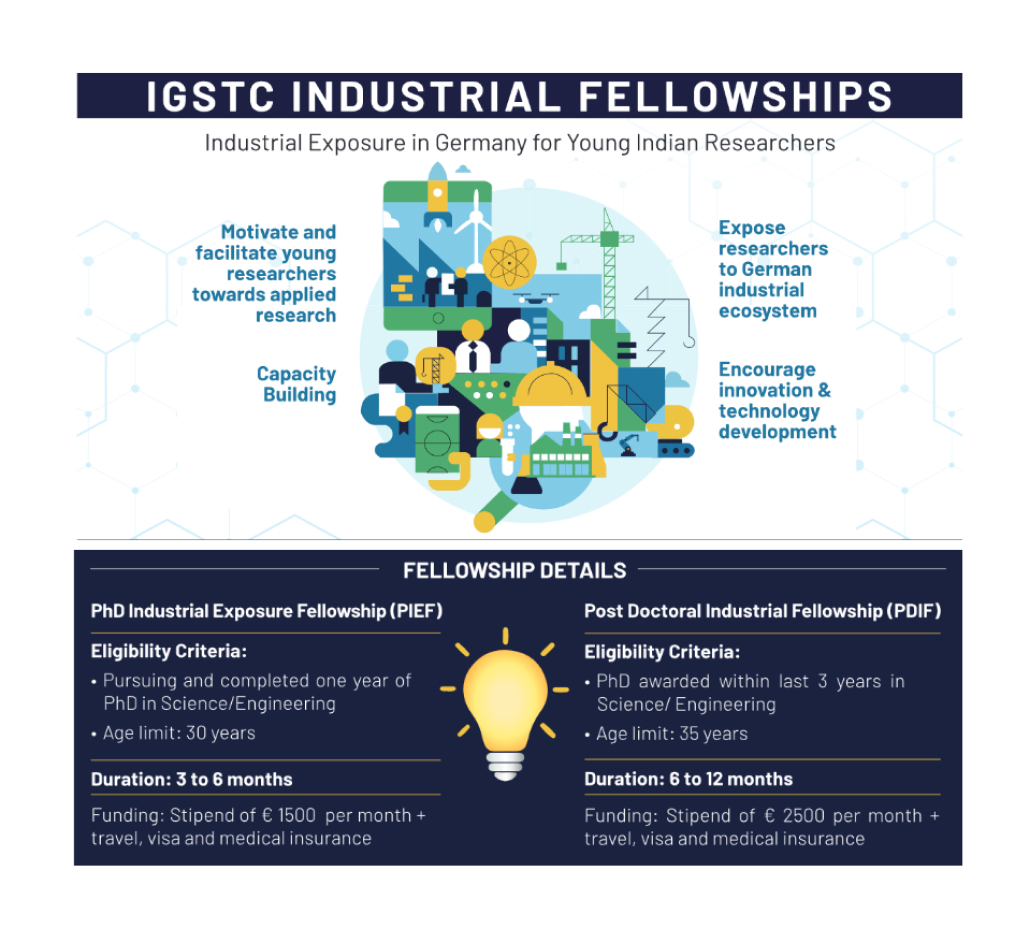 IGSTC INDUSTRIAL FELLOWSHIPS
Industrial Exposure in Germany for Young Indian Researchers
Motivate and
facilitate young
researchers
towards applied
research
Capacity
Building
Expose
researchers
to German
industrial
ecosystem
Encourage
innovation &
technology
development
FELLOWSHIP DETAILS
PhD Industrial Exposure Fellowship (PIEF)
Eligibility Criteria:
• Pursuing and completed one year of
PhD in Science/Engineering
• Age limit: 30 years
Duration: 3 to 6 months
Funding: Stipend of € 1500 per month +
travel, visa and medical insurance
Post Doctoral Industrial Fellowship (PDIF)
Eligibility Criteria:
• PhD awarded within last 3 years in
Science/ Engineering
• Age limit: 35 years
Duration: 6 to 12 months
Funding: Stipend of € 2500 per month +
travel, visa and medical insurance